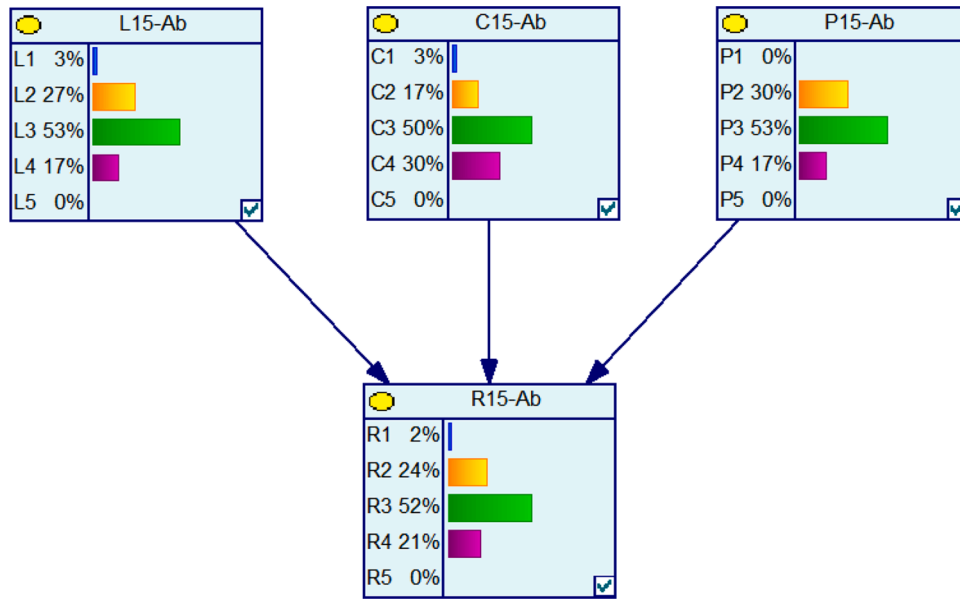 L15-Ab
L1 3%
L2 27%
L3 53%
L4 17%
L5 0%
C15-Ab
C1 3%
C2 17%
C3 50%
C4 30%
C5 0%
P15-Ab
P1 0%
P2 30%
P3 53%
P4 17%
P5 0%
R15-Ab
R1 2%
R2 24%
R3 52%
R4 21%
R5 0%